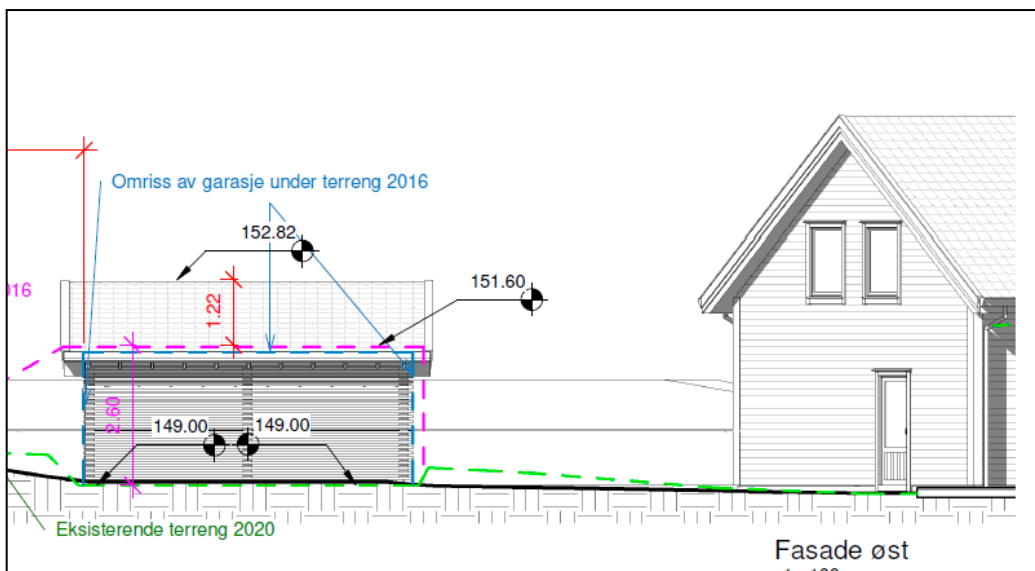 Omriss av garasje under terreng 2016
152.82
016
1.22
151.60
2.60
149.00
149.00
Eksisterende terreng 2020
Fasade øst